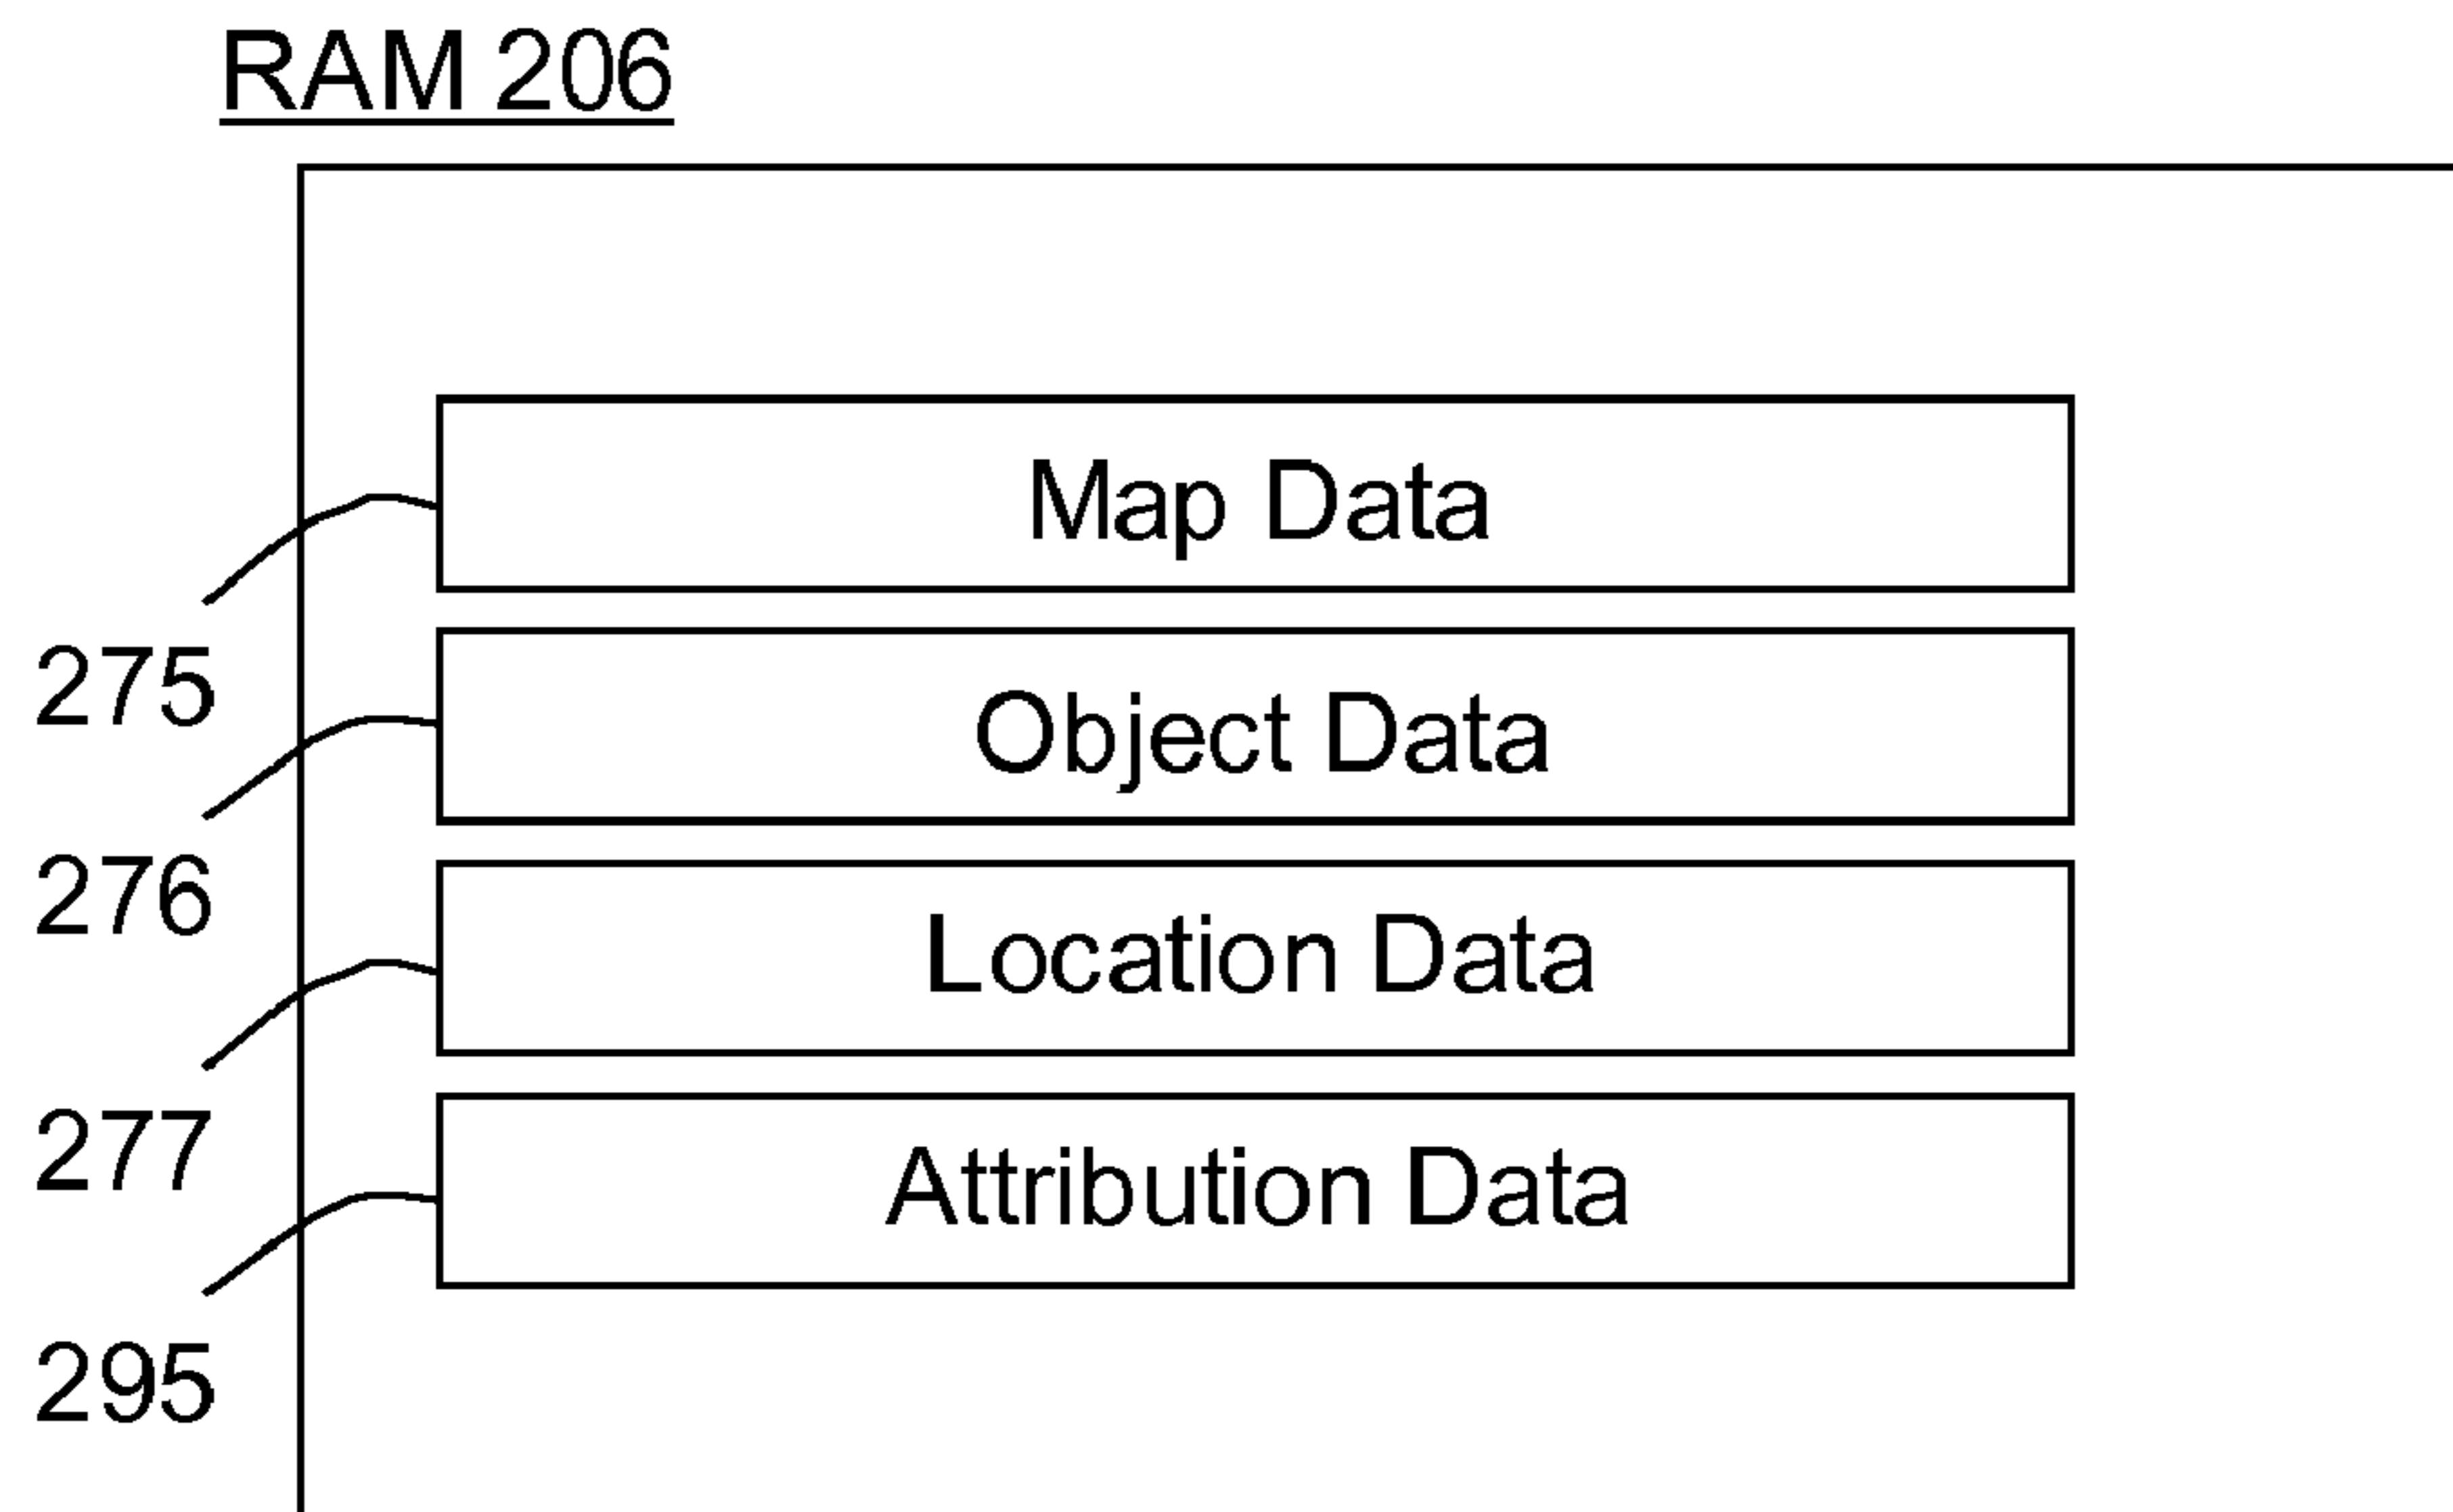 RAM 206
Map Data
275
Object Data
276
Location Data
277
Attribution Data
295